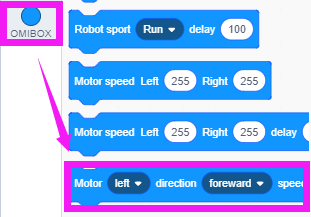 OMIBOX
Robot sport Run delay 100
Motor speed Left 255 Right 255
Motor speed Left 255 Right 255 delay
Motor left direction foreward speed